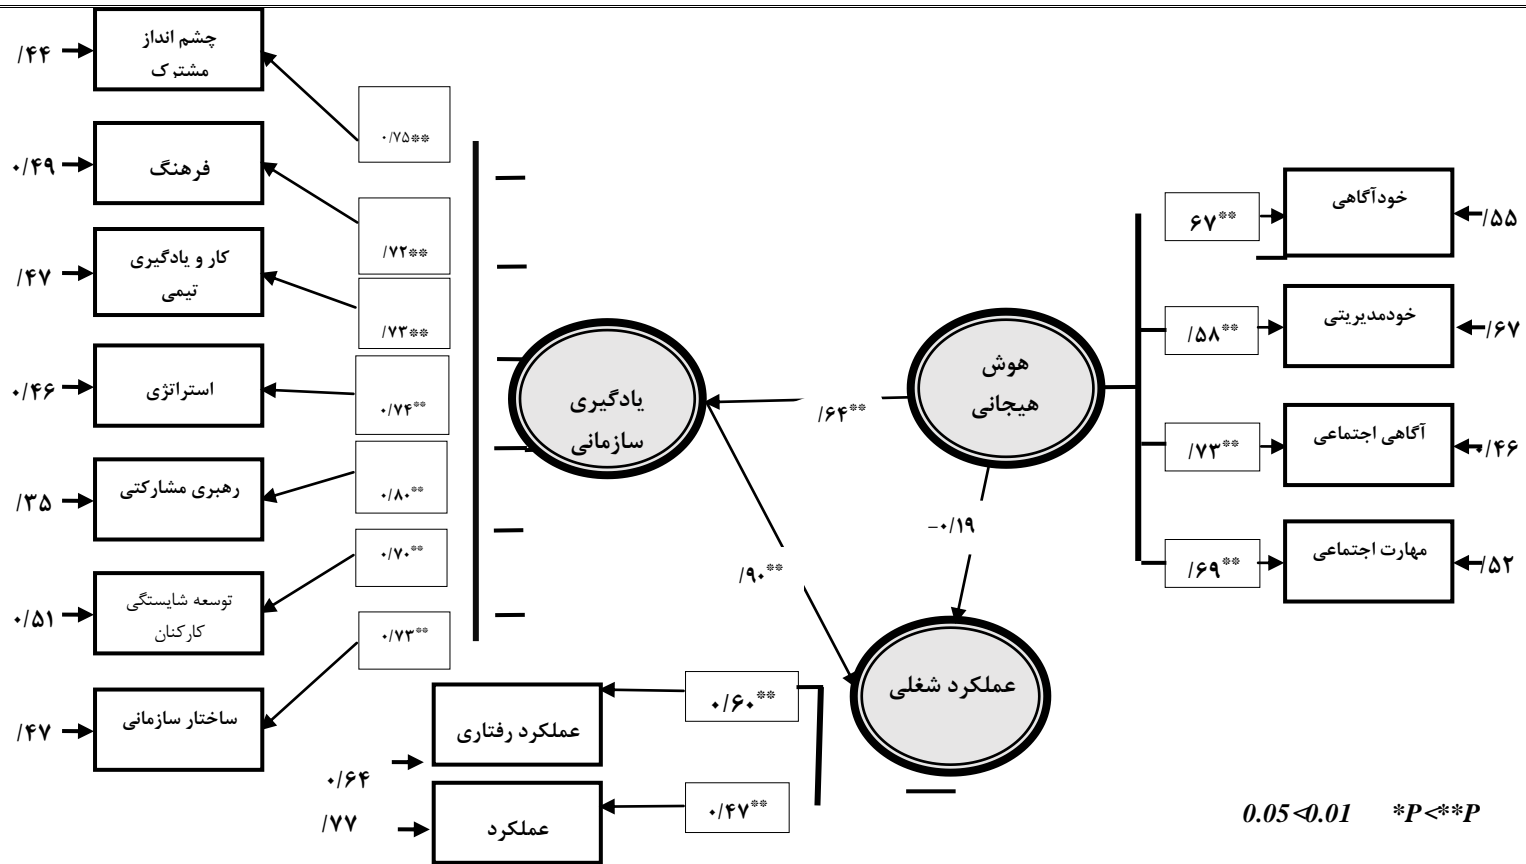 چشم انداز
مشترک
/۴۴
۰/۷۵**
فرهنگ
۰/۴۹
/۷۲**
کار و یادگیری
تیمی
/۴۷
/۷۳**
استراتژی
۰/۴۶
۰/۷۴**
رهبری مشارکتی
/۳۵
۰/۸۰**
توسعه شایستگی
کارکنان
۰/۵۱
۰/۷۰**
ساختار سازمانی
/۴۷
۰/۷۳**
یادگیری
سازمانی
/۶۴**
هوش
هیجانی
خودآگاهی
/۵۵
۶۷**
خودمدیریتی
/۶۷
/۵۸**
آگاهی اجتماعی
/۴۶
/۷۳**
مهارت اجتماعی
/۵۲
/۶۹**
−۰/۱۹
/۹۰**
عملکرد شغلی
۰/۶۰**
عملکرد رفتاری
۰/۶۴
۰/۴۷**
عملکرد
/۷۷
0.05<0.01 *P<**P